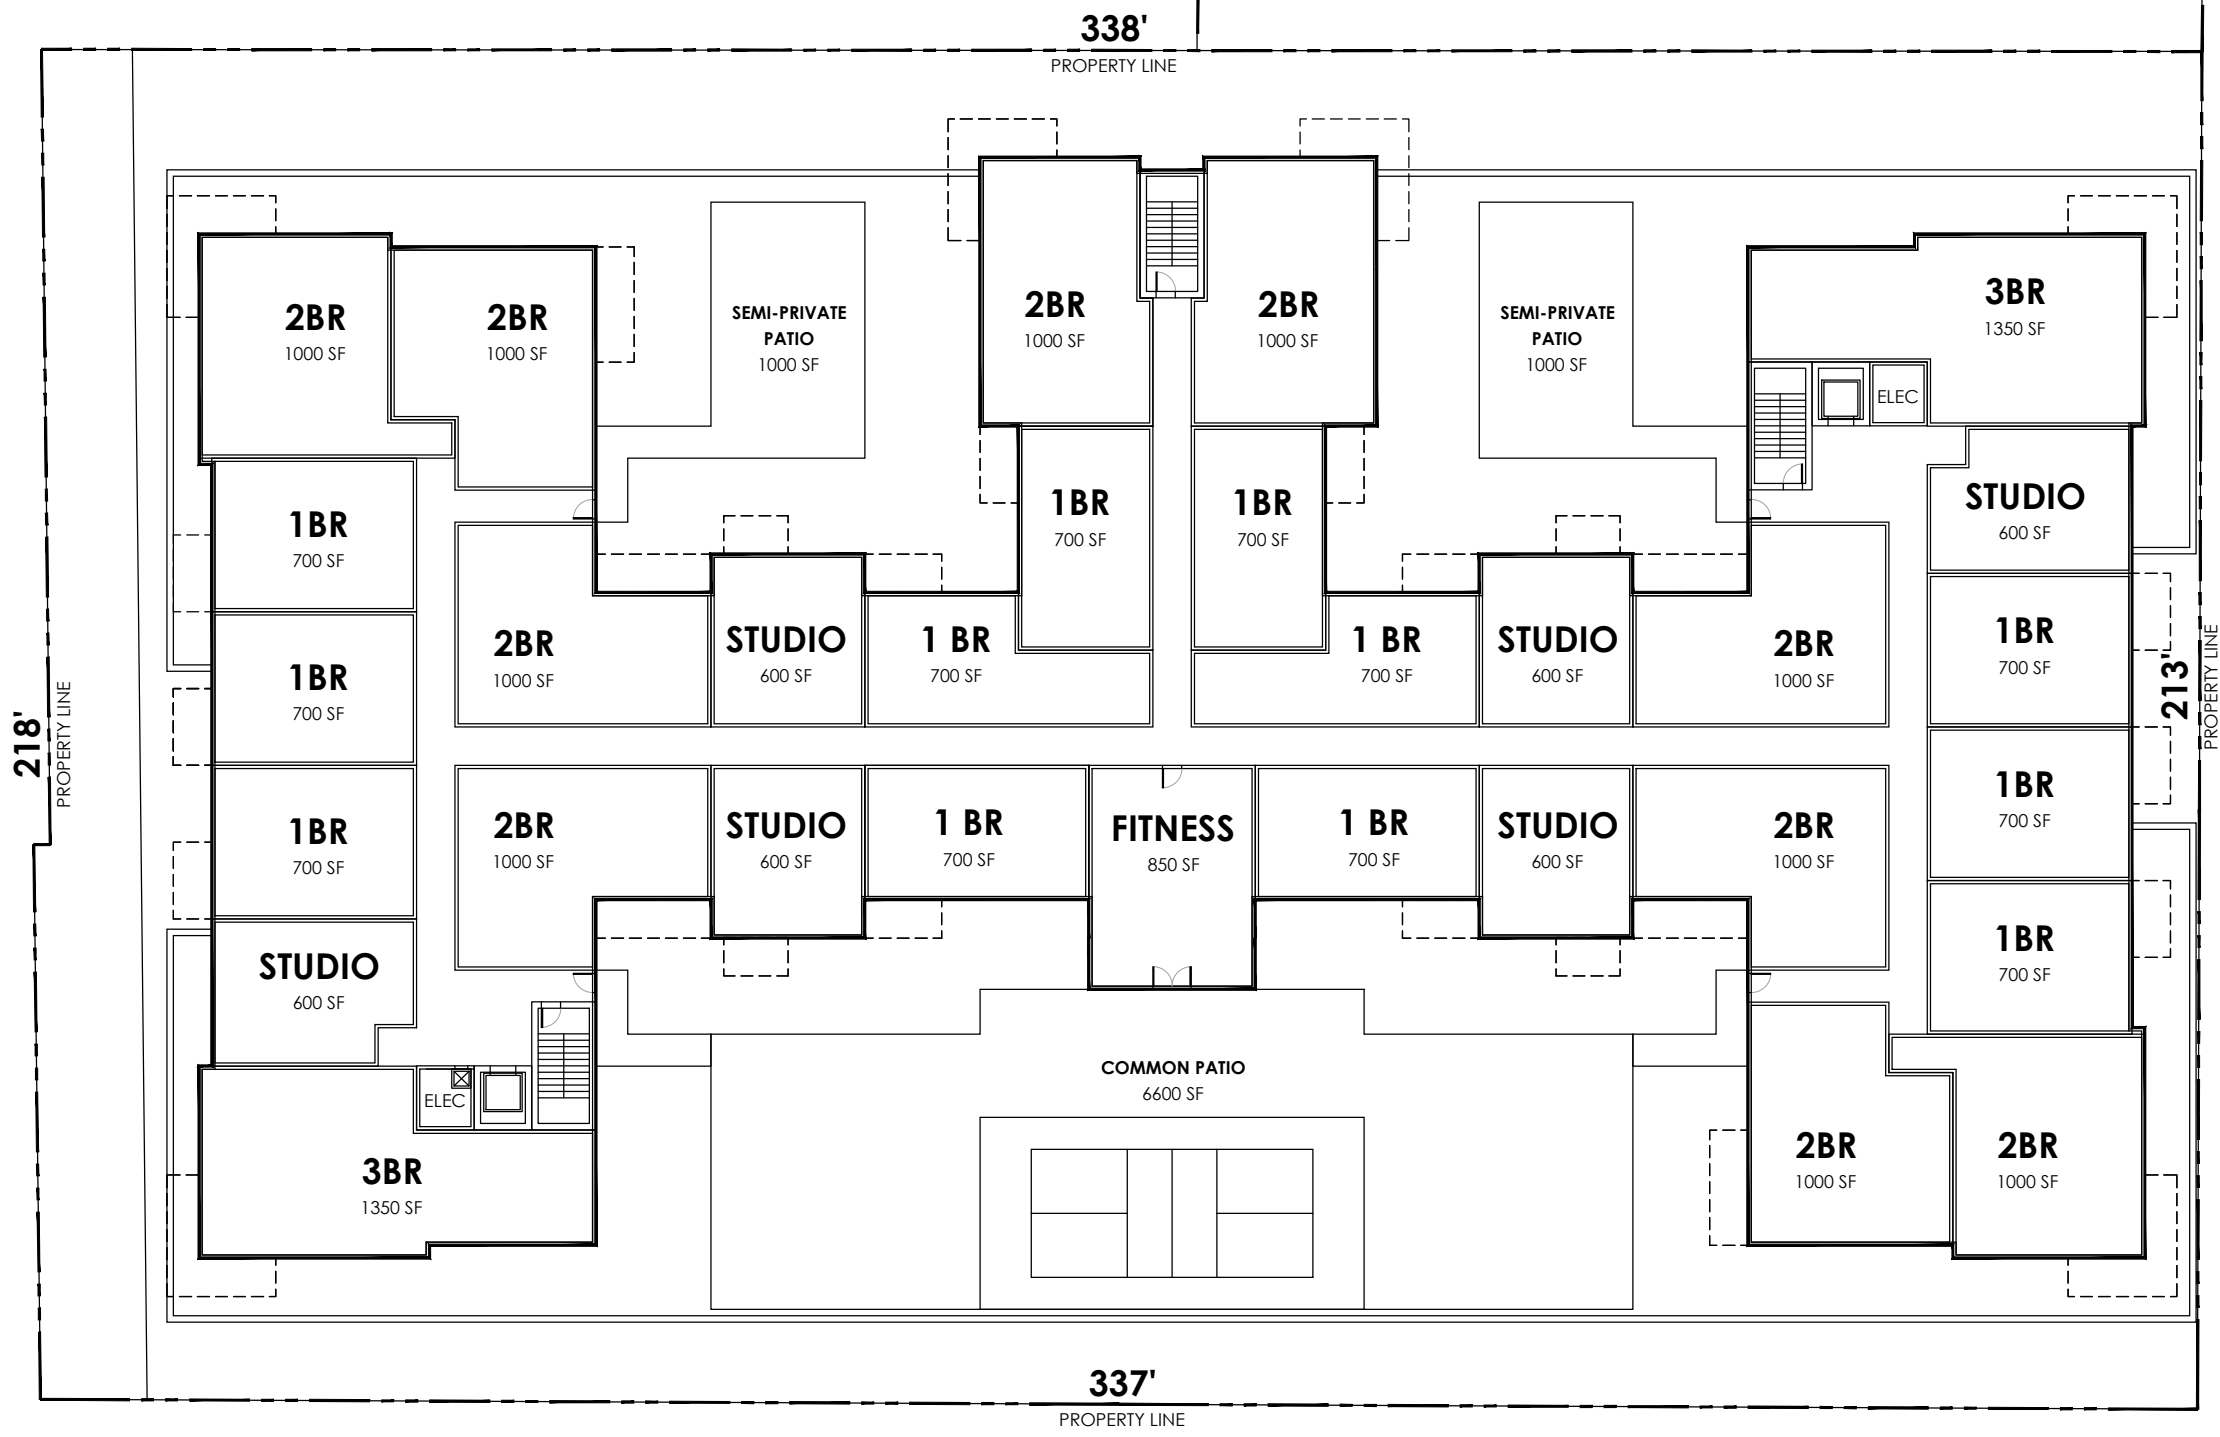 338'
PROPERTY LINE
2BR
1000 SF
2BR
1000 SF
SEMI-PRIVATE
PATIO
1000 SF
2BR
1000 SF
2BR
1000 SF
SEMI-PRIVATE
PATIO
1000 SF
3BR
1350 SF
ELEC
1BR
700 SF
1BR
700 SF
1BR
700 SF
STUDIO
600 SF
1BR
700 SF
2BR
1000 SF
STUDIO
600 SF
1 BR
700 SF
1 BR
700 SF
STUDIO
600 SF
2BR
1000 SF
1BR
700 SF
218'
PROPERTY LINE
213'
PROPERTY LINE
1BR
700 SF
2BR
1000 SF
STUDIO
600 SF
1 BR
700 SF
FITNESS
850 SF
1 BR
700 SF
STUDIO
600 SF
2BR
1000 SF
1BR
700 SF
STUDIO
600 SF
1BR
700 SF
ELEC
3BR
1350 SF
COMMON PATIO
6600 SF
2BR
1000 SF
2BR
1000 SF
337'
PROPERTY LINE